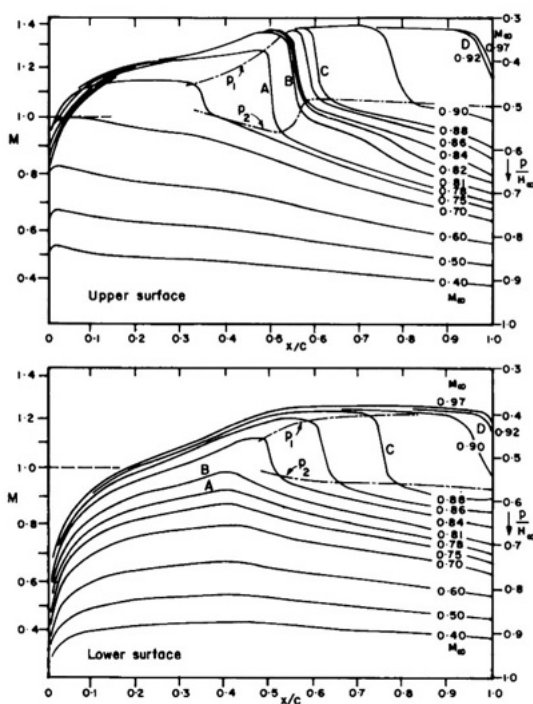 1·4
1·2
1·0
M
0·8
0·6
0·4
0·3
M∞
D
0·97
0·92
0·4
P₁
A
B
C
P₂
0·90
0·5
0·88
0·86
0·84
0·82
0·81
0·78
0·75
0·70
0·60
0·50
0·40
M∞
0·6
p/H∞
0·7
0·8
0·9
1·0
Upper surface
0 0·1 0·2 0·3 0·4 0·5 0·6 0·7 0·8 0·9 1·0
X/C
1·4
1·2
1·0
M
0·8
0·6
0·4
0·3
M∞
0·97
0·4
D
0·92
0·90
P₁
C
P₂
B
A
0·5
0·88
0·86
0·84
0·81
0·78
0·75
0·70
0·60
0·50
0·40
M∞
0·6
p/H∞
0·7
0·8
0·9
1·0
Lower surface
0 0·1 0·2 0·3 0·4 0·5 0·6 0·7 0·8 0·9 1·0
X/C